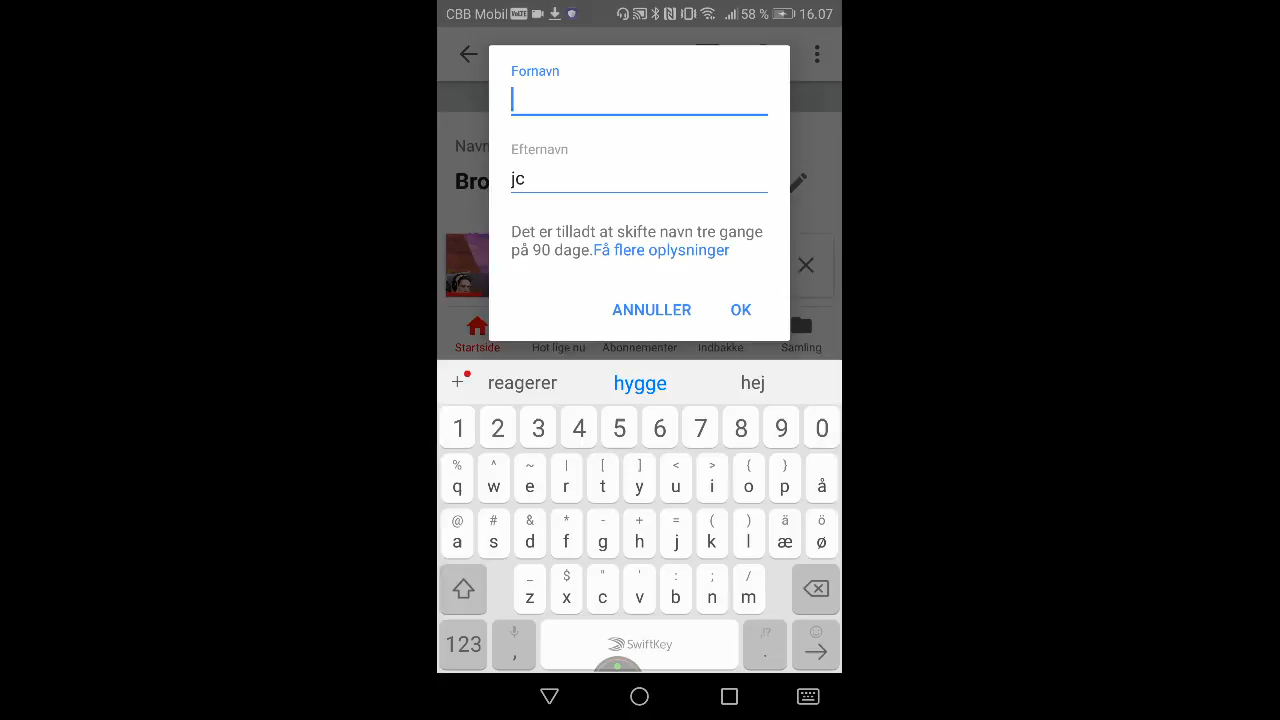 CBB Mobil VoLTE 58 % 16.07
Fornavn
Efternavn
jc
Navn
Bro
Det er tilladt at skifte navn tre gange
på 90 dage.Få flere oplysninger
ANNULLER OK
Startside Hot lige nu Abonnementer Indbakke Samling
+ reagerer hygge hej
1 2 3 4 5 6 7 8 9 0
% ^ ~ | [ ] < > { }
q w e r t y u i o p å
@ # & * - + = ( ) ä ö
a s d f g h j k l æ ø
_ $ " ' : ; /
z x c v b n m
,!?
123 , SwiftKey .